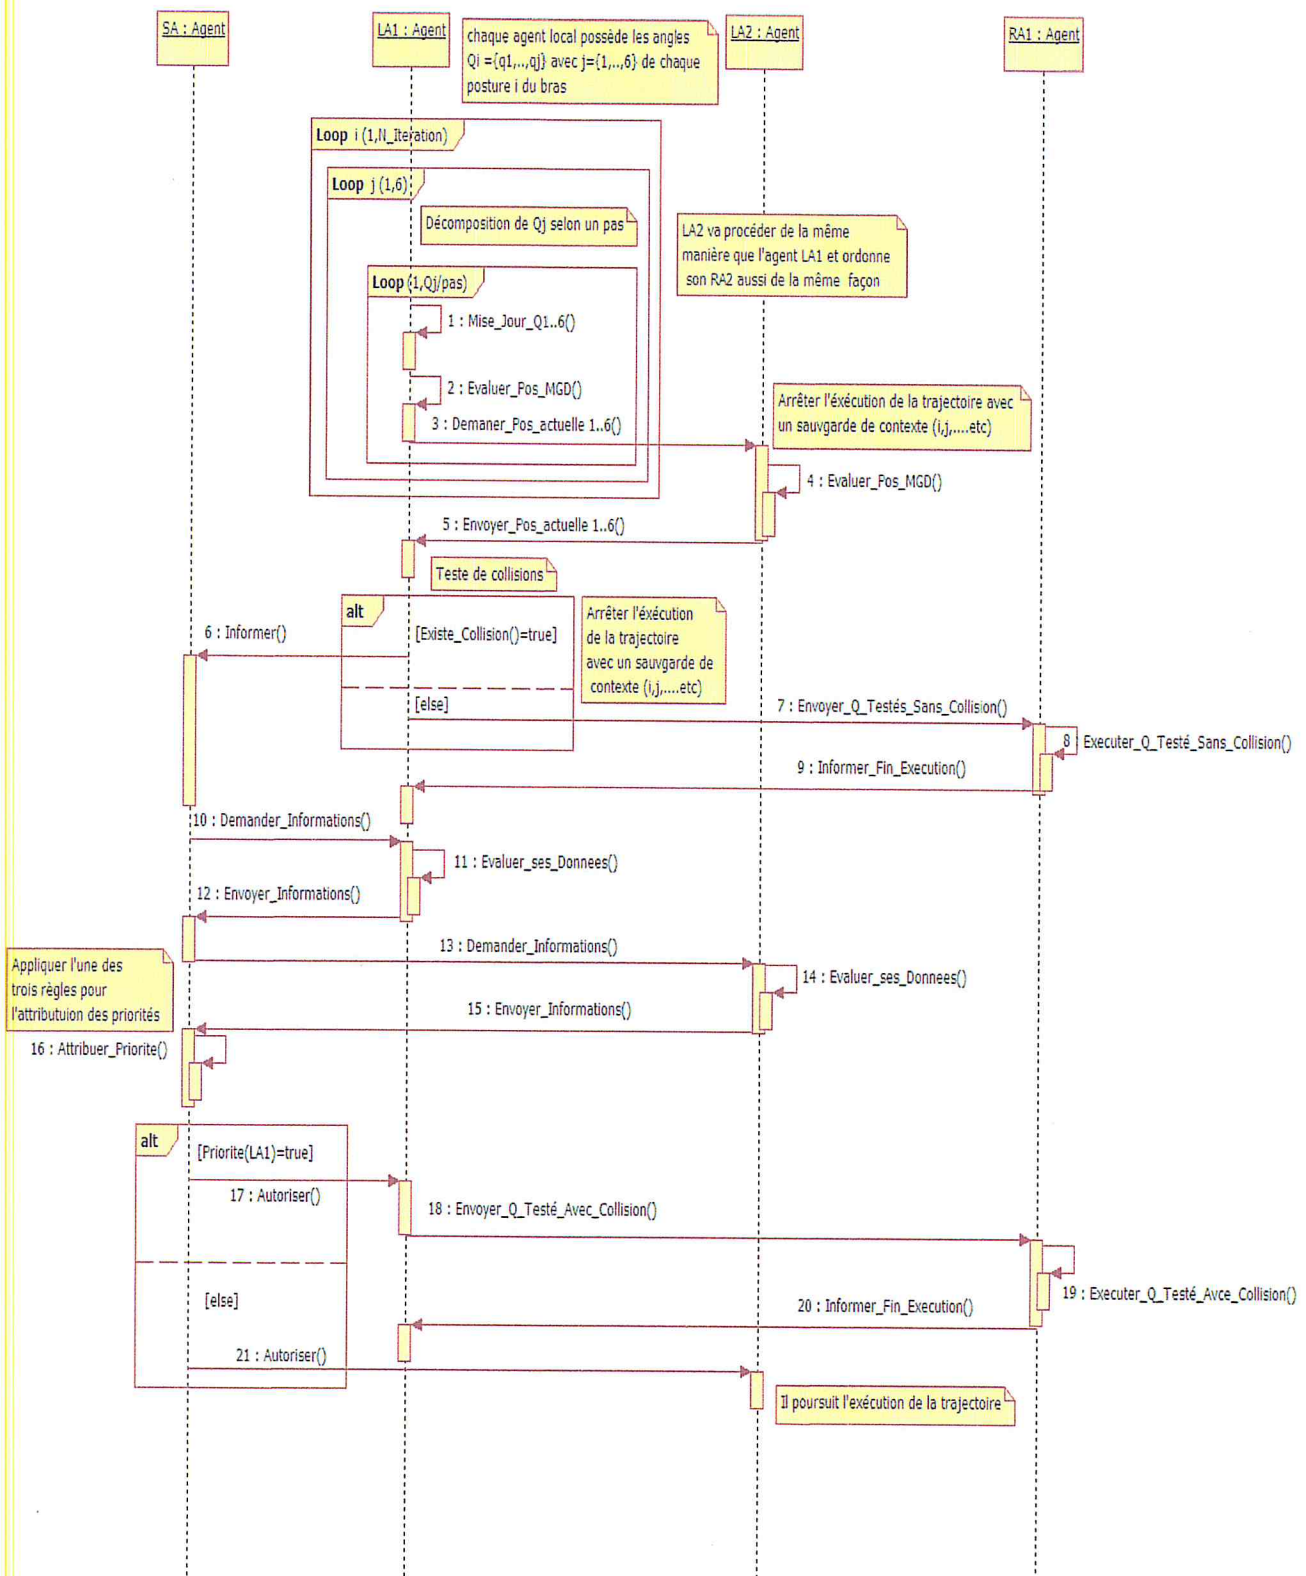 SA : Agent
LA1 : Agent
chaque agent local possède les angles
Qi ={q1,..,qj} avec j={1,..,6} de chaque
posture i du bras
LA2 : Agent
RA1 : Agent
Loop i (1,N_Iteration)
Loop j (1,6)
Décomposition de Qj selon un pas
LA2 va procéder de la même
manière que l'agent LA1 et ordonne
son RA2 aussi de la même façon
Loop (1,Qj/pas)
1 : Mise_Jour_Q1..6()
2 : Evaluer_Pos_MGD()
3 : Demaner_Pos_actuelle 1..6()
Arrêter l'éxécution de la trajectoire avec
un sauvgarde de contexte (i,j,....etc)
4 : Evaluer_Pos_MGD()
5 : Envoyer_Pos_actuelle 1..6()
Teste de collisions
alt
[Existe_Collision()=true]
Arrêter l'éxécution
de la trajectoire
avec un sauvgarde de
contexte (i,j,....etc)
6 : Informer()
[else]
7 : Envoyer_Q_Testés_Sans_Collision()
8 : Executer_Q_Testé_Sans_Collision()
9 : Informer_Fin_Execution()
10 : Demander_Informations()
11 : Evaluer_ses_Donnees()
12 : Envoyer_Informations()
13 : Demander_Informations()
Appliquer l'une des
trois règles pour
l'attributuion des priorités
14 : Evaluer_ses_Donnees()
15 : Envoyer_Informations()
16 : Attribuer_Priorite()
alt
[Priorite(LA1)=true]
17 : Autoriser()
18 : Envoyer_Q_Testé_Avec_Collision()
19 : Executer_Q_Testé_Avce_Collision()
[else]
20 : Informer_Fin_Execution()
21 : Autoriser()
Il poursuit l'exécution de la trajectoire